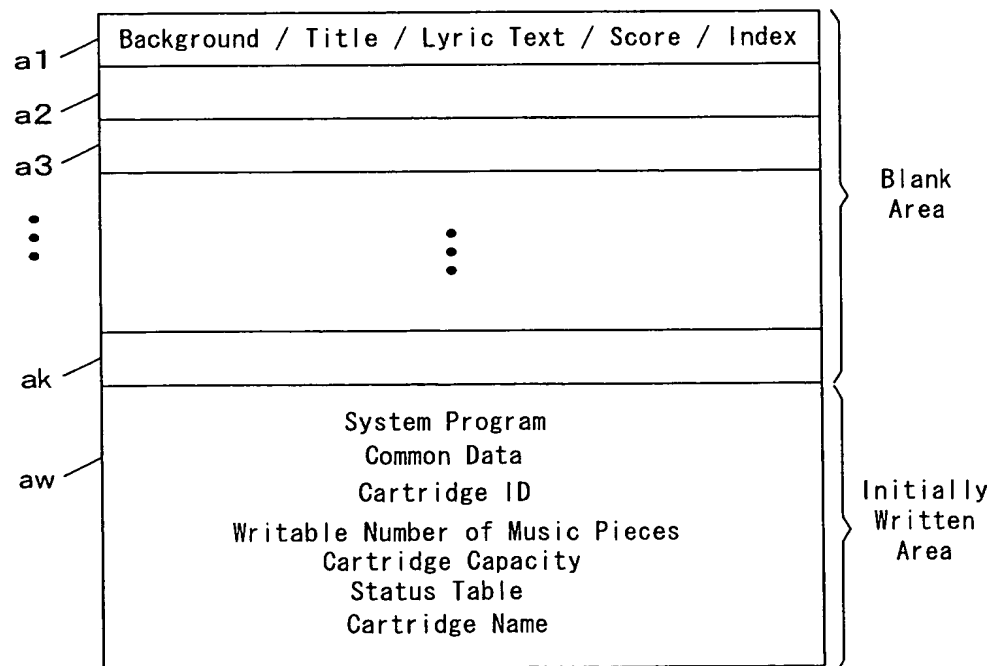 a1
Background / Title / Lyric Text / Score / Index
a2
a3
Blank
Area
ak
aw
System Program
Common Data
Cartridge ID
Writable Number of Music Pieces
Cartridge Capacity
Status Table
Cartridge Name
Initially
Written
Area